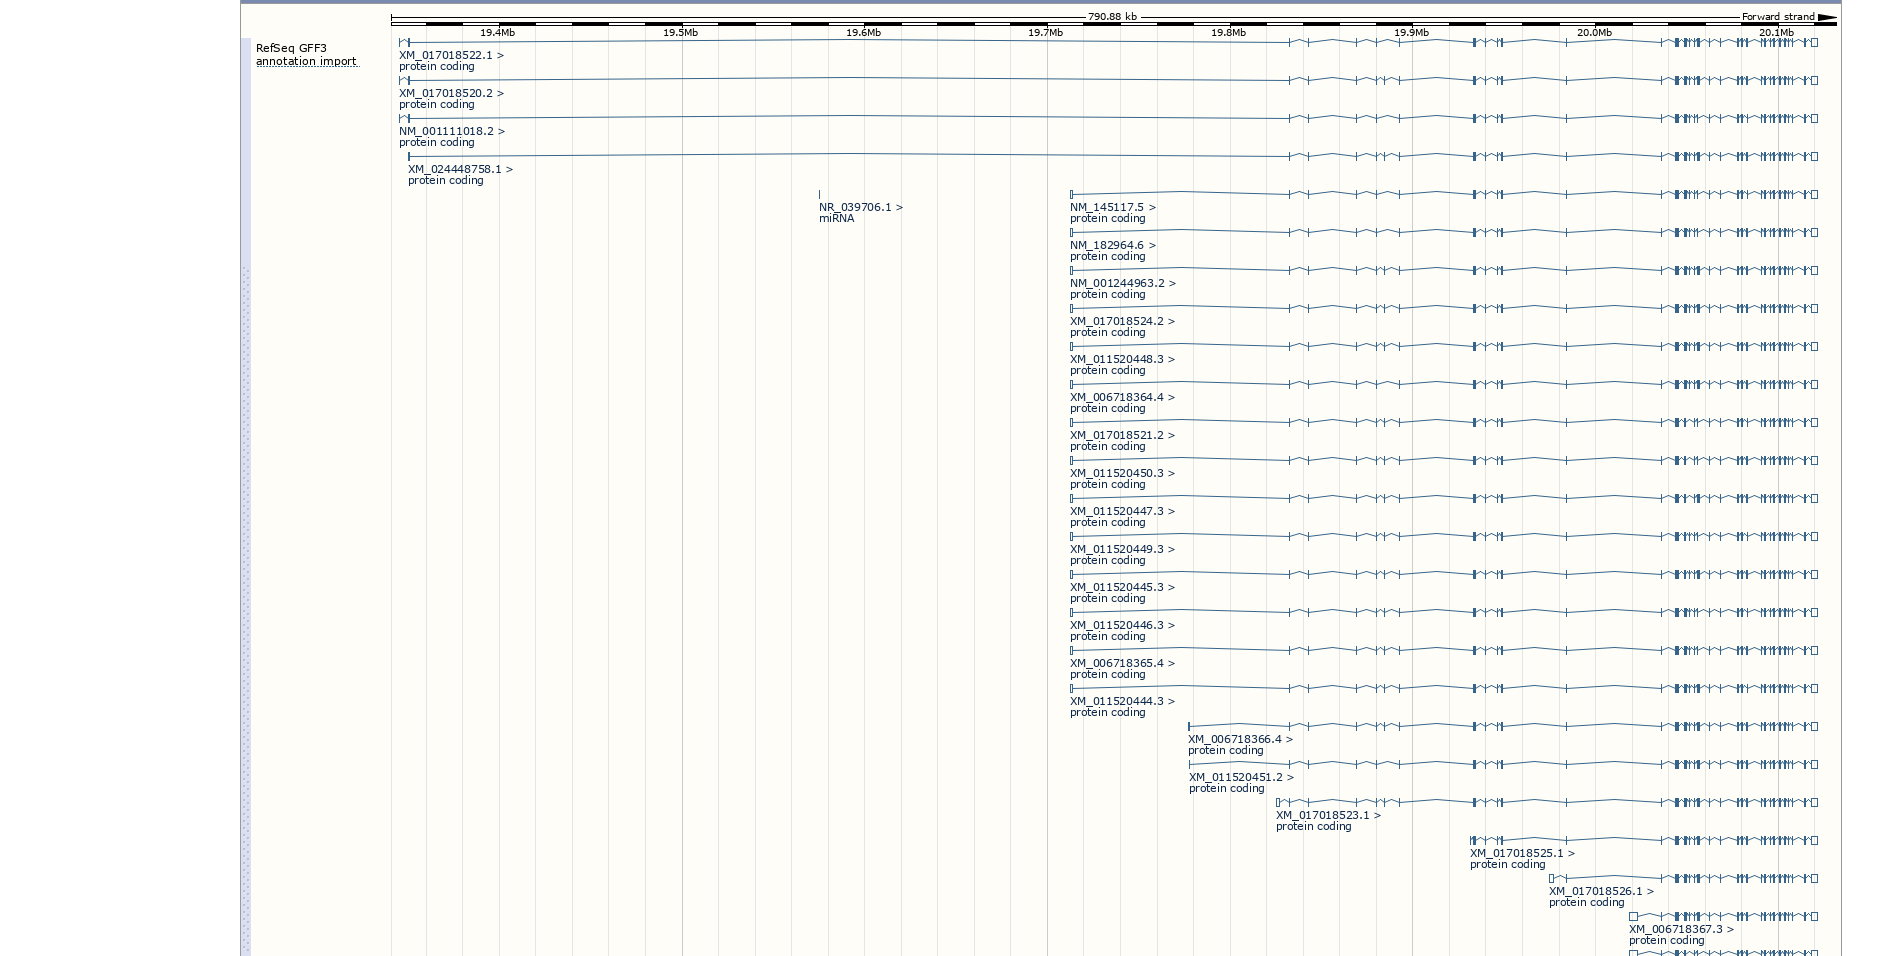 790.88 kb
Forward strand
19.4Mb 19.5Mb 19.6Mb 19.7Mb 19.8Mb 19.9Mb 20.0Mb 20.1Mb
RefSeq GFF3
annotation import
XM_017018522.1 >
protein coding
XM_017018520.2 >
protein coding
NM_001111018.2 >
protein coding
XM_024448758.1 >
protein coding
NR_039706.1 >
miRNA
NM_145117.5 >
protein coding
NM_182964.6 >
protein coding
NM_001244963.2 >
protein coding
XM_017018524.2 >
protein coding
XM_011520448.3 >
protein coding
XM_006718364.4 >
protein coding
XM_017018521.2 >
protein coding
XM_011520450.3 >
protein coding
XM_011520447.3 >
protein coding
XM_011520449.3 >
protein coding
XM_011520445.3 >
protein coding
XM_011520446.3 >
protein coding
XM_006718365.4 >
protein coding
XM_011520444.3 >
protein coding
XM_006718366.4 >
protein coding
XM_011520451.2 >
protein coding
XM_017018523.1 >
protein coding
XM_017018525.1 >
protein coding
XM_017018526.1 >
protein coding
XM_006718367.3 >
protein coding